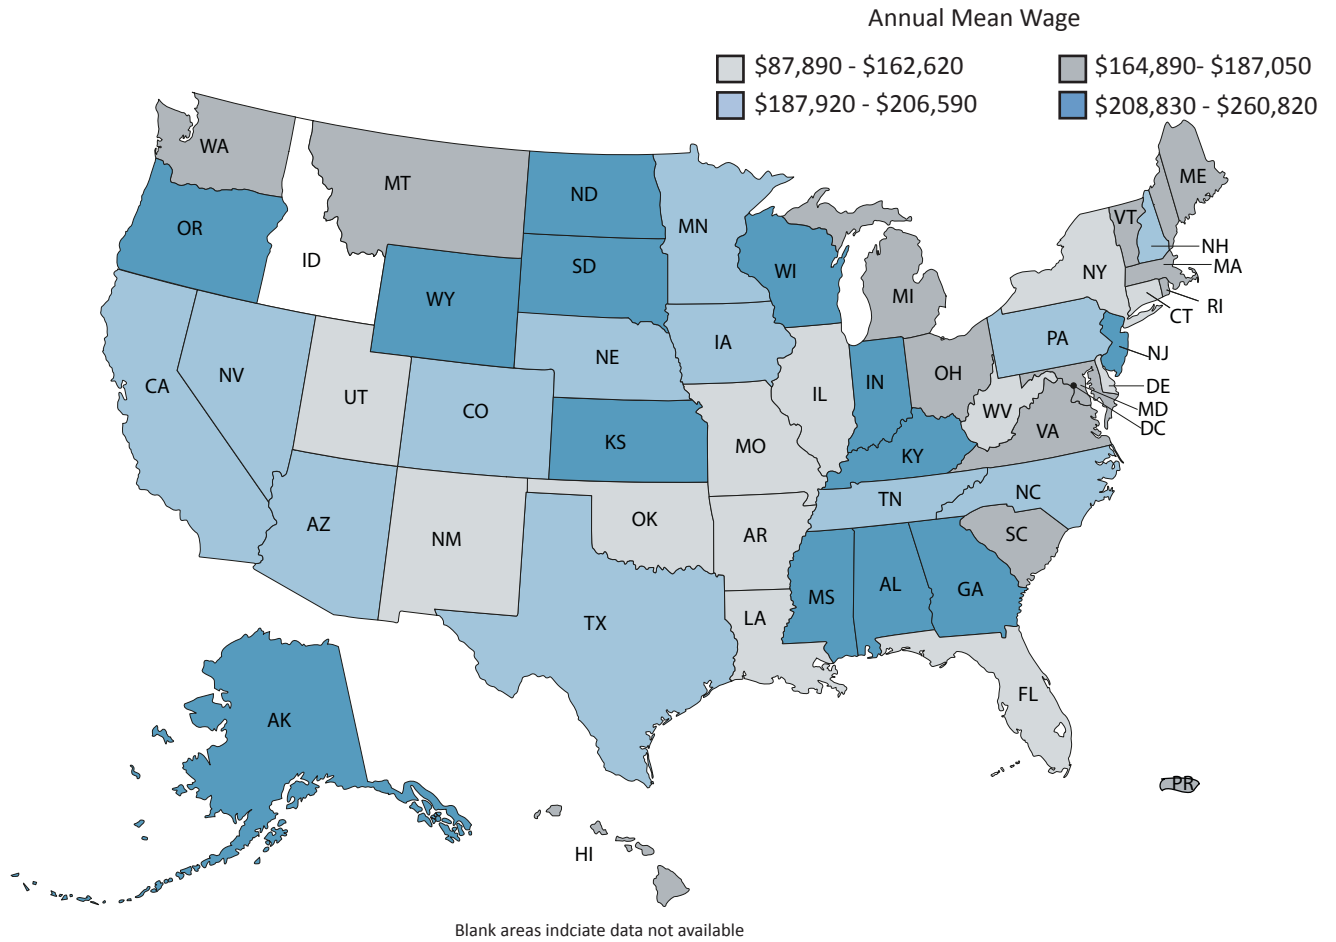 Annual Mean Wage
$87,890 - $162,620
$164,890- $187,050
$187,920 - $206,590
$208,830 - $260,820
WA
MT
ND
MN
ME
VT
OR
ID
SD
WI
NH
NY
MA
WY
MI
RI
CT
PA
NE
IA
NJ
CA
NV
UT
CO
IL
IN
OH
DE
WV
MD
DC
KS
MO
KY
VA
AZ
NM
OK
TN
NC
AR
SC
TX
LA
MS
AL
GA
FL
AK
PR
HI
Blank areas indciate data not available